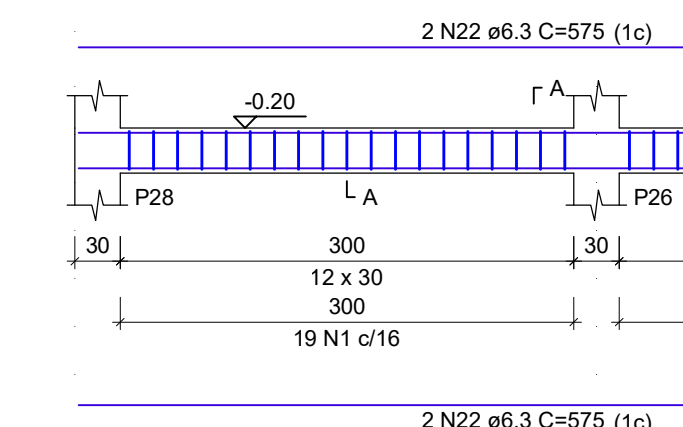 2 N22 ø6.3 C=575 (1c)
A
-0.20
P28
A
P26
30
300
30
12 x 30
300
19 N1 c/16
2 N22 ø6.3 C=575 (1c)